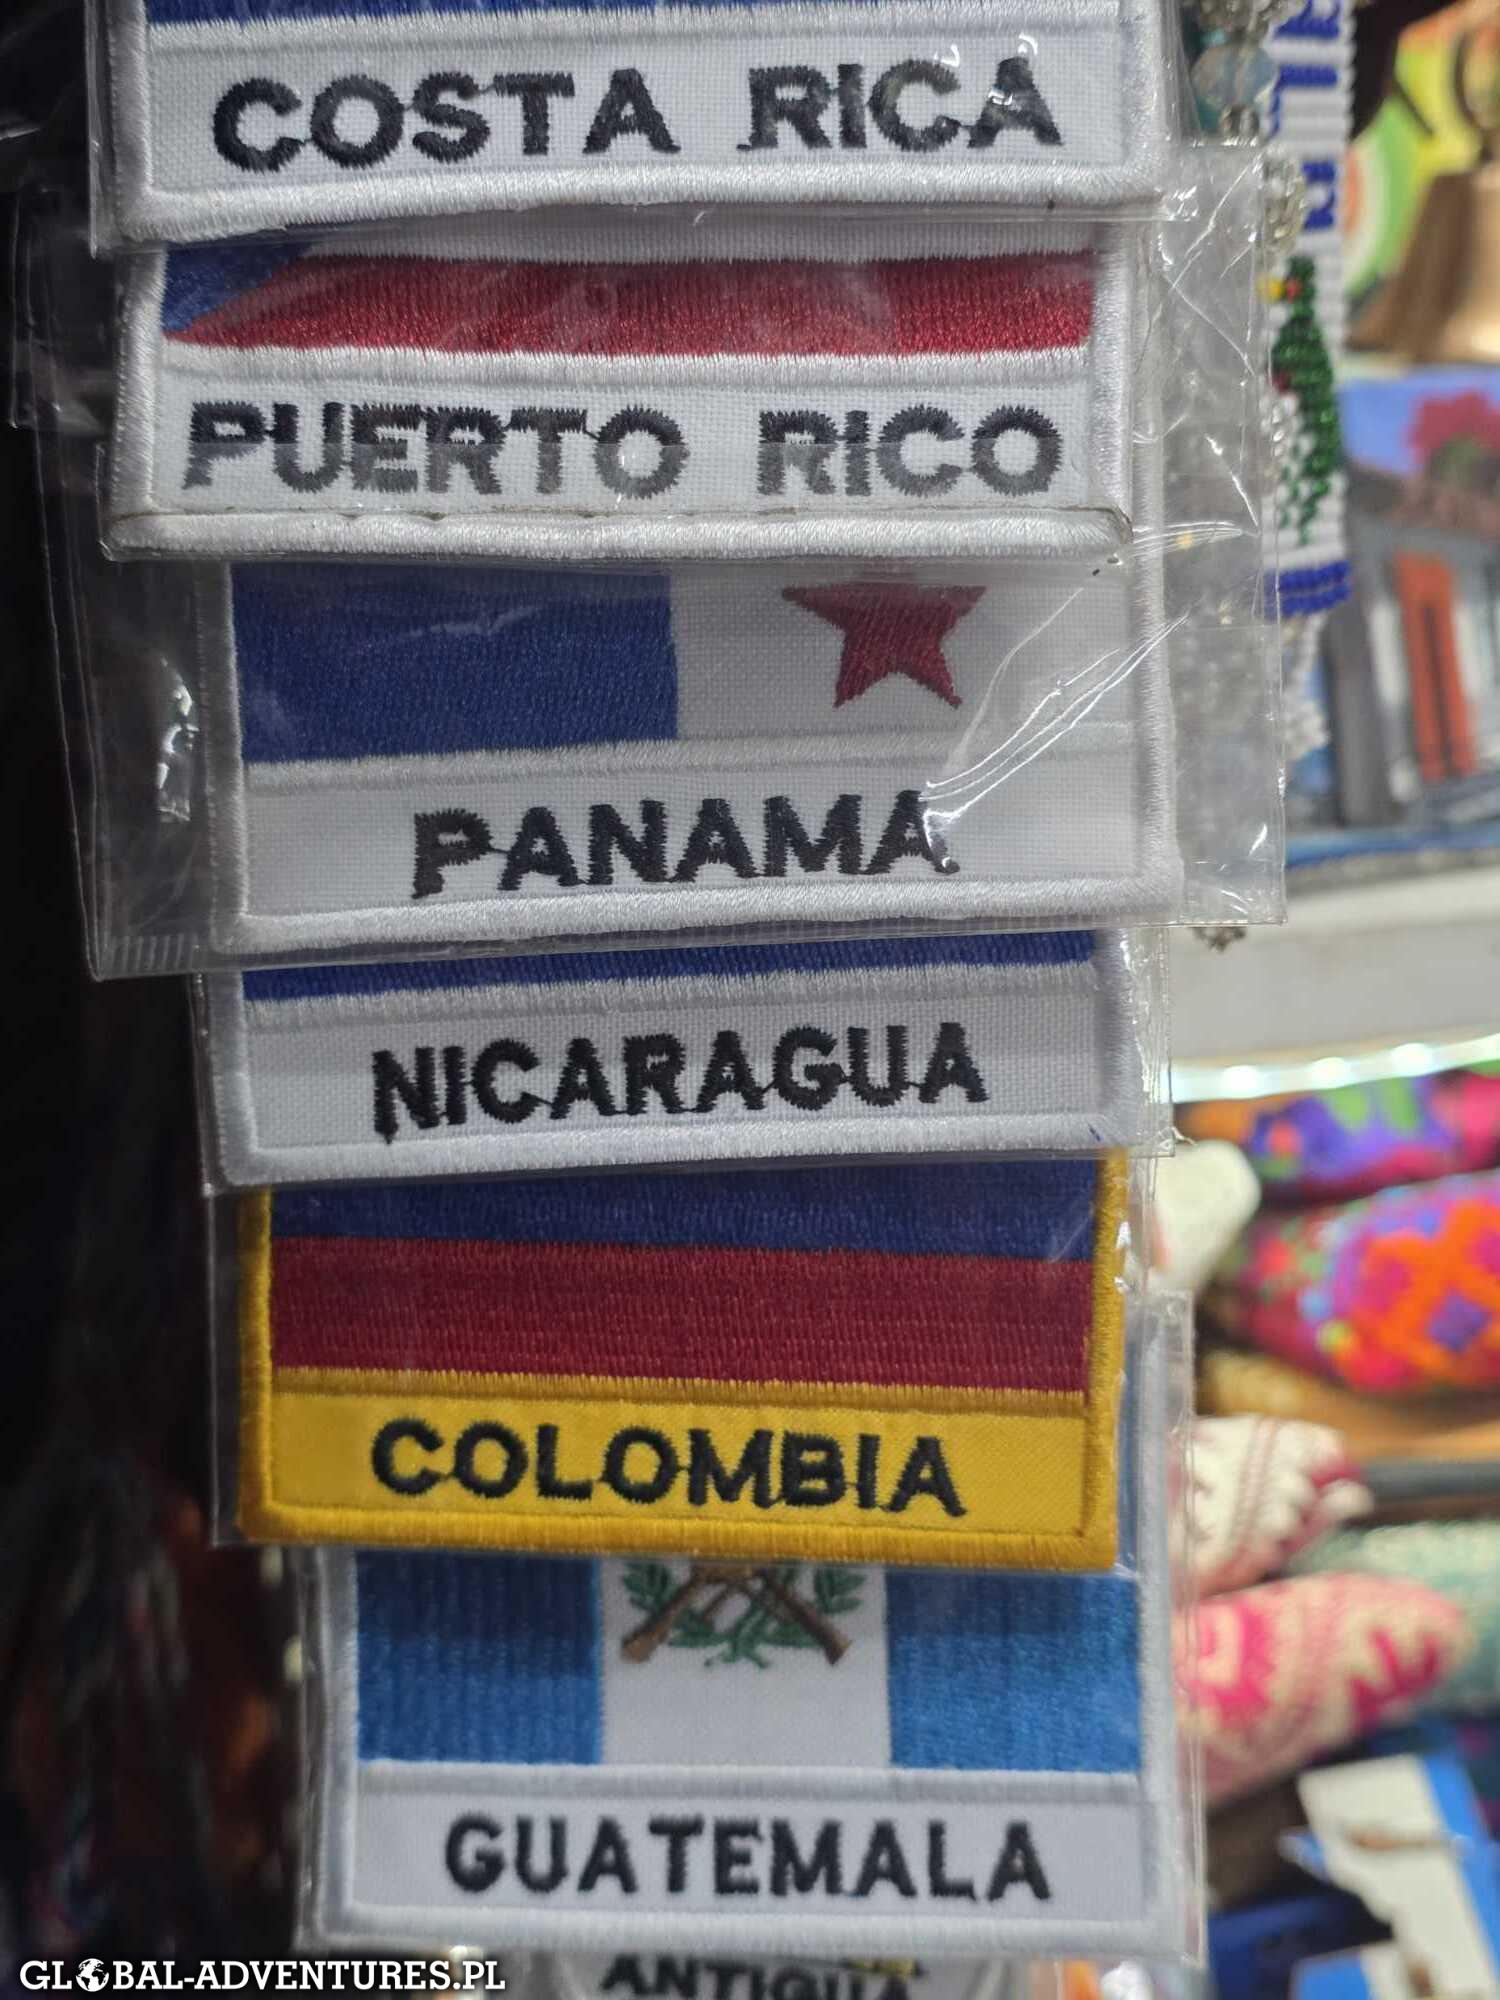 COSTA RICA
PUERTO RICO
PANAMA
NICARAGUA
COLOMBIA
GUATEMALA
ANTIGUA
GLOBAL-ADVENTURES.PL